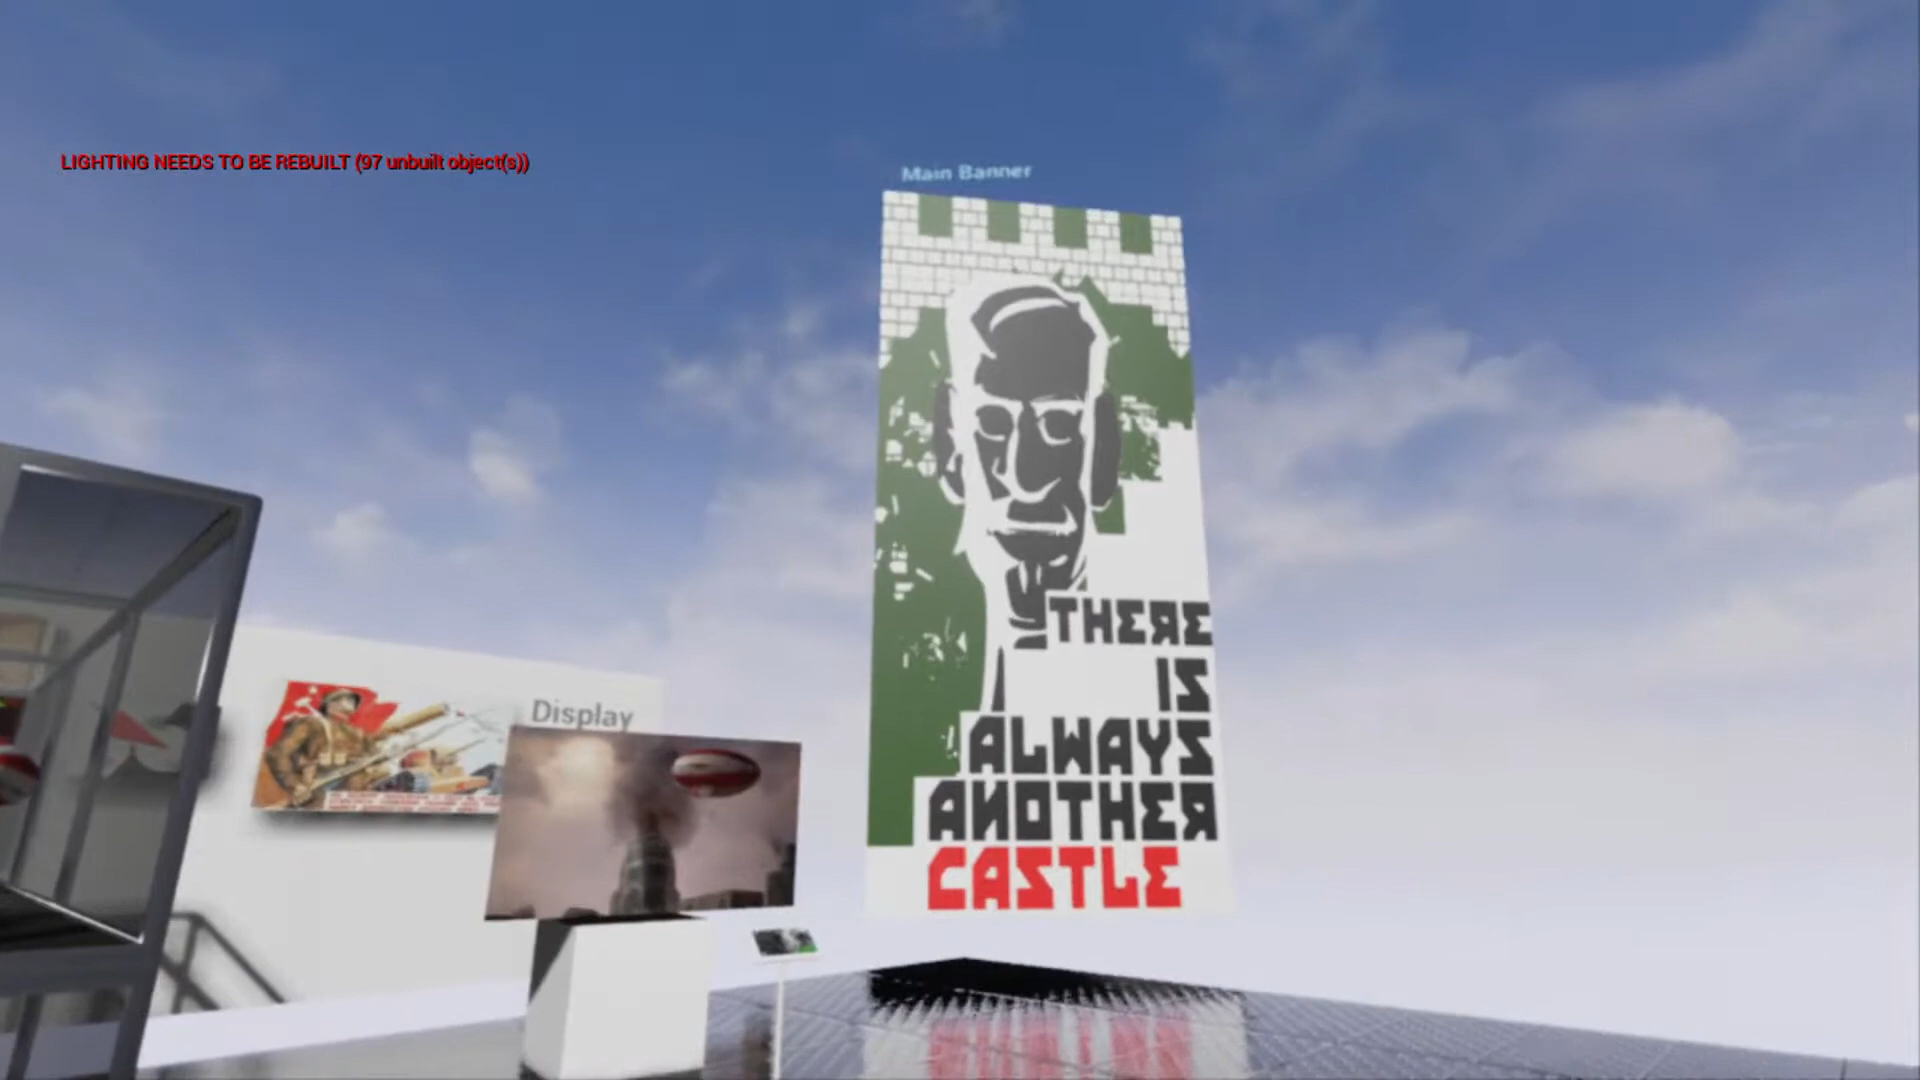 LIGHTING NEEDS TO BE REBUILT (97 unbuilt object(s))
Main Banner
THERE
IS
ALWAYS
ANOTHER
CASTLE
Display